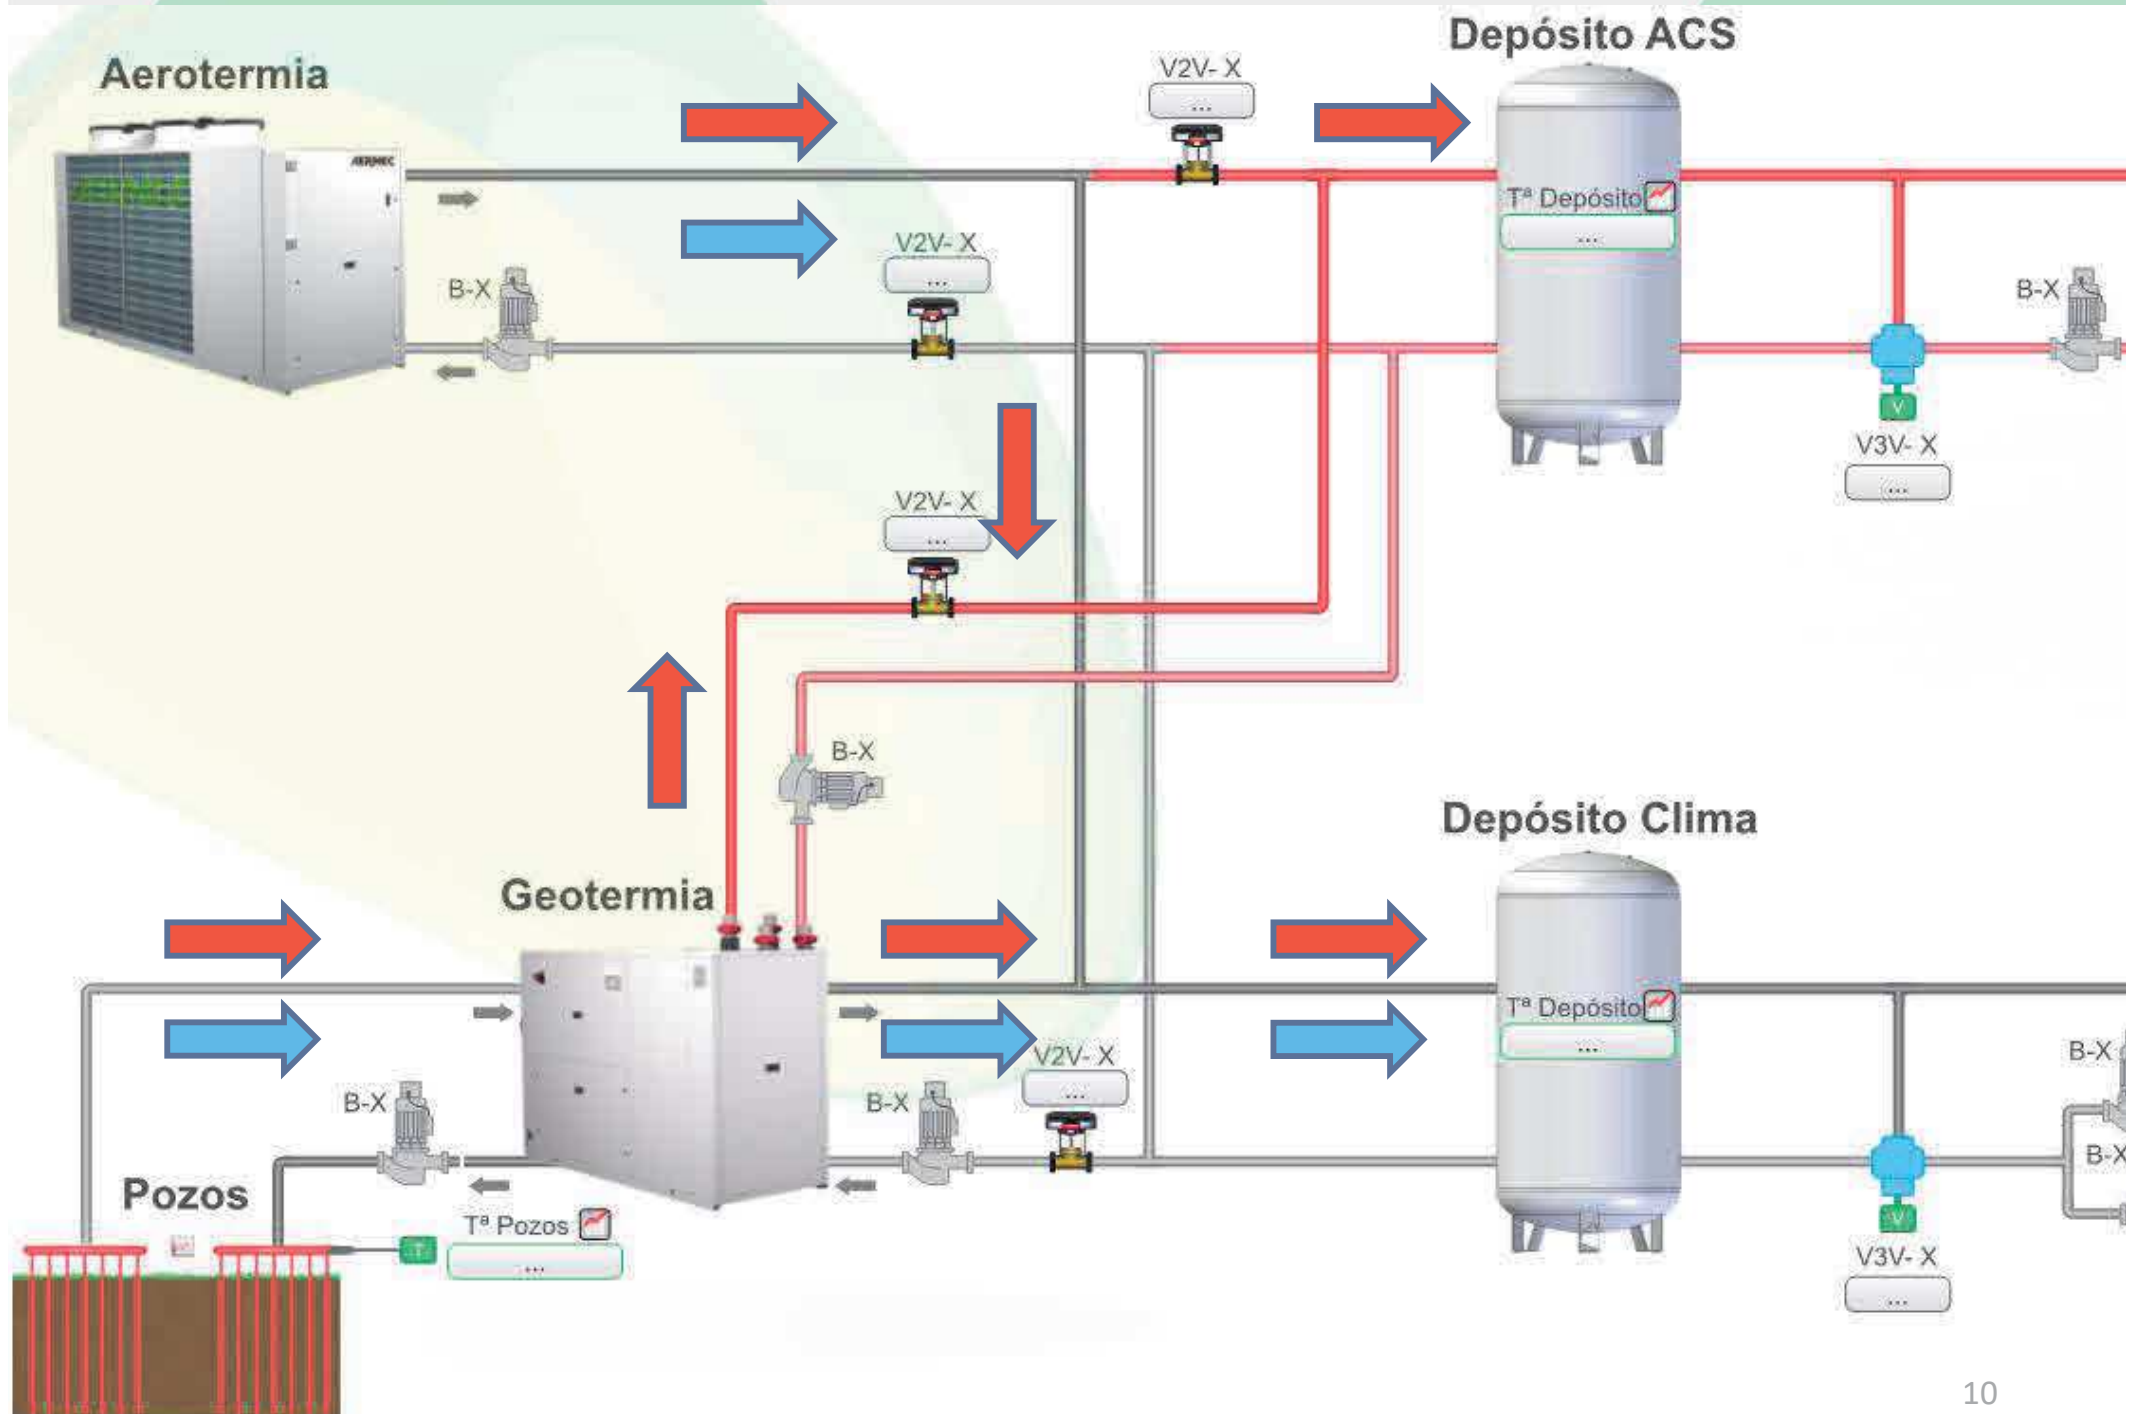 Depósito ACS
Aerotermia
V2V- X
...
AERMEC
Tª Depósito
...
V2V- X
...
B-X
B-X
V
V3V- X
...
V2V- X
...
B-X
Depósito Clima
Geotermia
Tª Depósito
...
V2V- X
...
B-X
B-X
B-X
B-X
Pozos
Tª Pozos
...
T
V
V3V- X
...
10